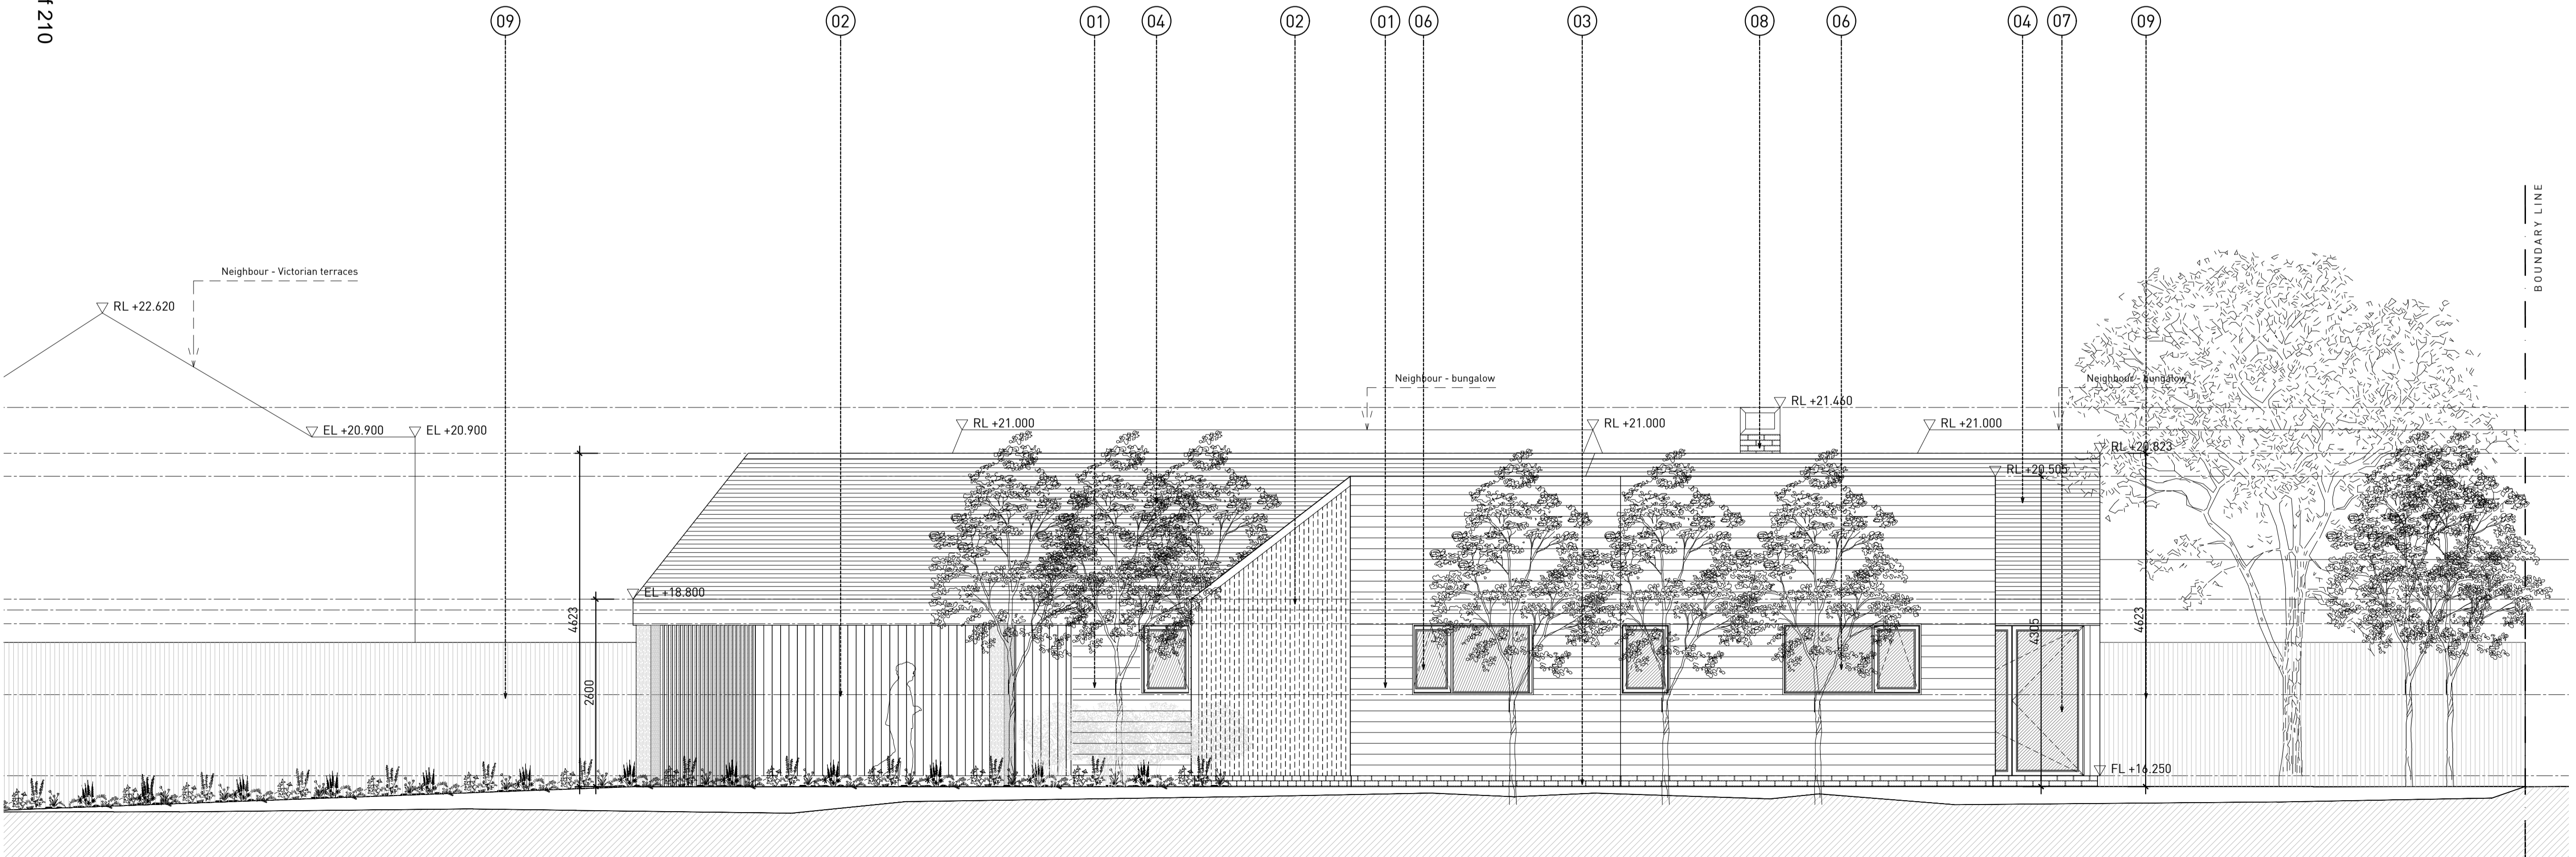 f 210
09
02
01
04
02
01
06
03
08
06
04
07
09
BOUNDARY LINE
Neighbour - Victorian terraces
RL +22.620
Neighbour - bungalow
Neighbour - bungalow
RL +21.460
EL +20.900
EL +20.900
RL +21.000
RL +21.000
RL +21.000
RL +20.823
RL +20.505
EL +18.800
4623
2600
4305
4623
FL +16.250